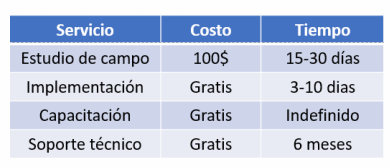 Servicio Costo Tiempo
Estudio de campo 100$ 15-30 días
Implementación Gratis 3-10 dias
Capacitación Gratis Indefinido
Soporte técnico Gratis 6 meses